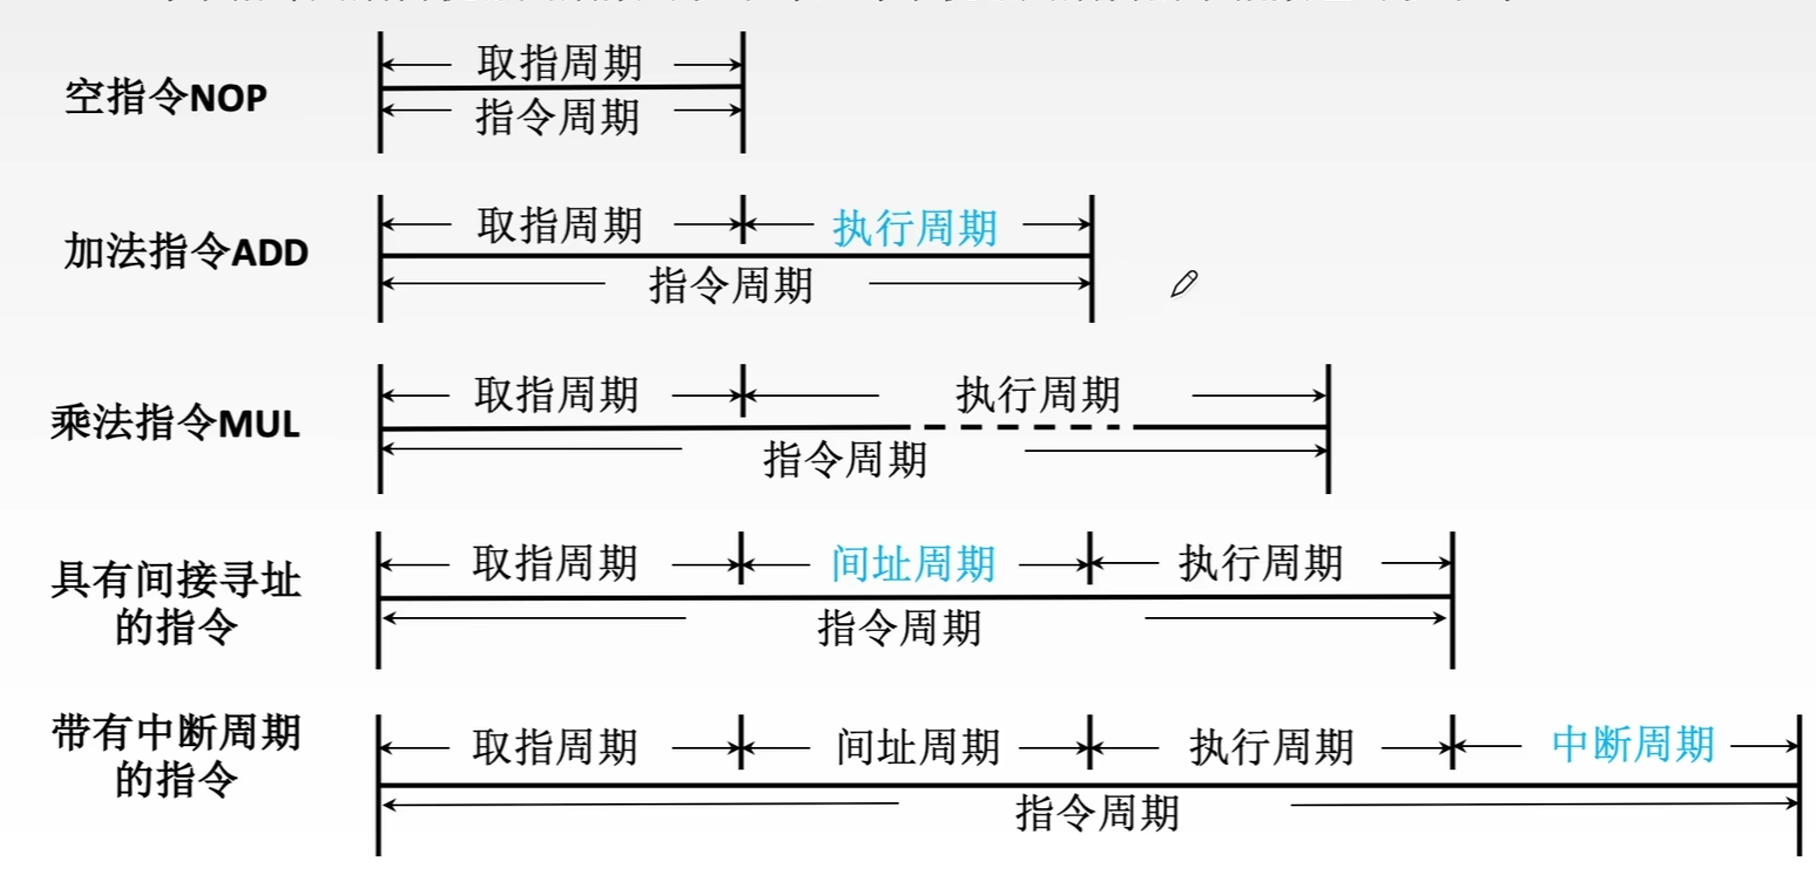 空指令NOP
取指周期
指令周期
加法指令ADD
取指周期 执行周期
指令周期
乘法指令MUL
取指周期 执行周期
指令周期
具有间接寻址
的指令
取指周期 间址周期 执行周期
指令周期
带有中断周期
的指令
取指周期 间址周期 执行周期 中断周期
指令周期